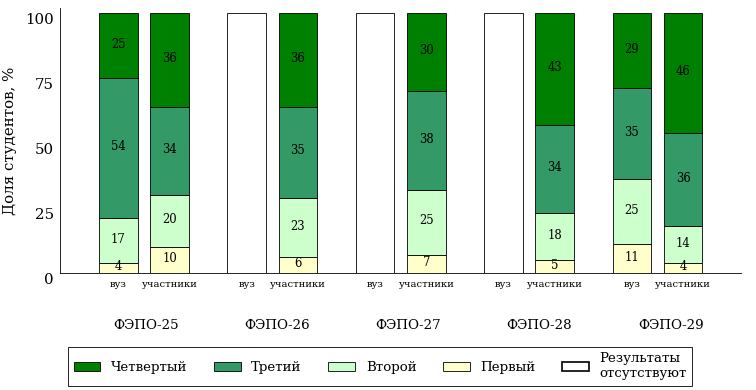 Доля студентов, %
100
75
50
25
0
25 36 36 30 43 29 46
54 34 35 38 34 35 36
17 20 23 25 18 25 14
4 10 6 7 5 11 4
вуз участники вуз участники вуз участники вуз участники вуз участники
ФЭПО-25 ФЭПО-26 ФЭПО-27 ФЭПО-28 ФЭПО-29
Четвертый Третий Второй Первый Результаты
отсутствуют